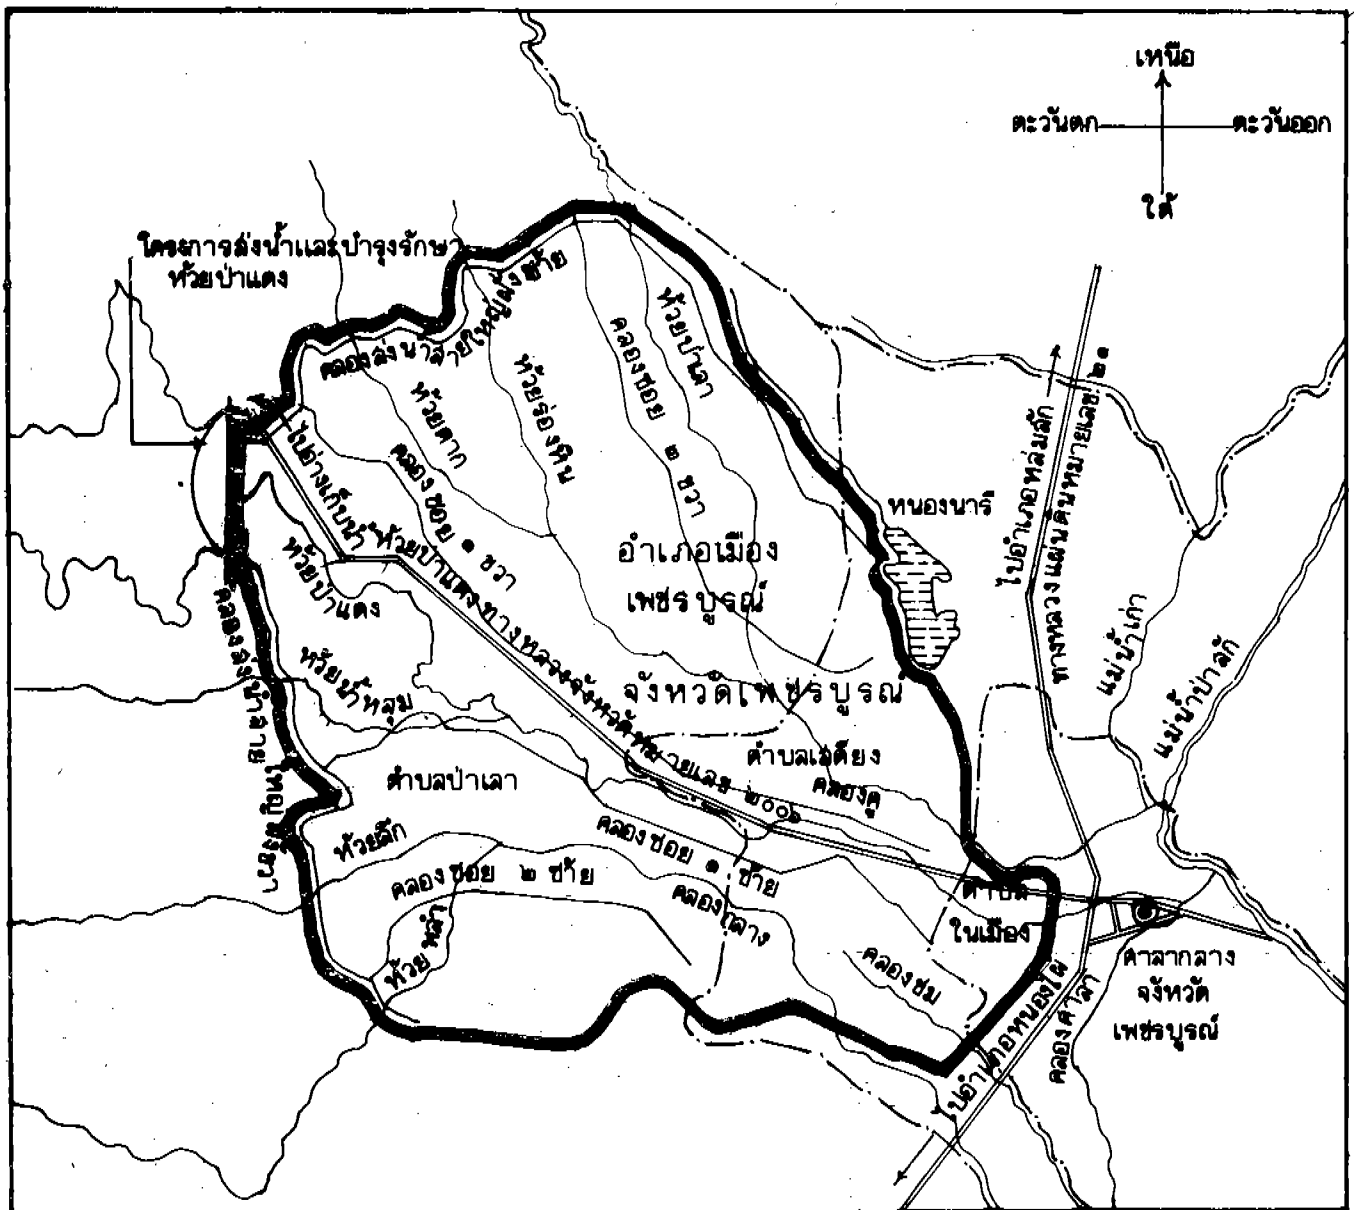 เหนือ
ตะวันตก
ตะวันออก
ใต้
โครงการส่งน้ำและบำรุงรักษา
ห้วยป่าแดง
คลองส่งน้ำสายใหญ่ฝั่งซ้าย
ห้วยป่าเลา
คลองซอย ๒ ขวา
ห้วยร่องหิน
ห้วยตาก
คลองซอย ๑ ขวา
ไปอ่างเก็บน้ำห้วยป่าแดง
ทางหลวงจังหวัดหมายเลข ๒๐๐๖
หนองนารี
อำเภอเมือง
เพชรบูรณ์
จังหวัดเพชรบูรณ์
ไปอำเภอหล่มสัก
ทางหลวงแผ่นดินหมายเลข ๒๑
แม่น้ำเก่า
แม่น้ำป่าสัก
ห้วยป่าแดง
ห้วยน้ำหลุม
คลองส่งน้ำสายใหญ่ฝั่งขวา
ตำบลสะเดียง
คลองคู
ตำบลป่าเลา
ห้วยลึก
คลองซอย ๑ ซ้าย
คลองซอย ๒ ซ้าย
คลองกลาง
ตำบล
ในเมือง
คลองชม
ศาลากลาง
จังหวัด
เพชรบูรณ์
ไปอำเภอหนองไผ่
คลองศาลา